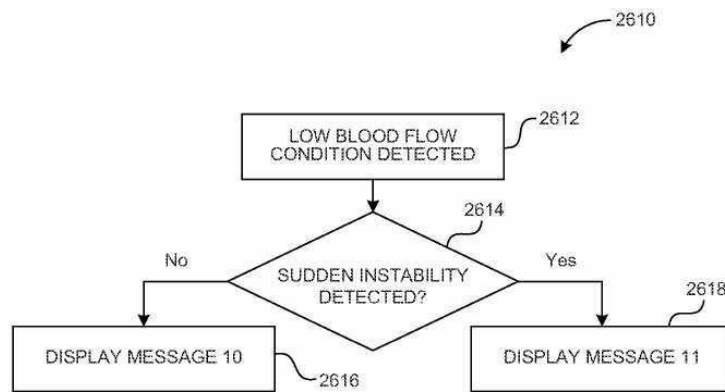 2610
LOW BLOOD FLOW
CONDITION DETECTED
2612
2614
No
SUDDEN INSTABILITY
DETECTED?
Yes
DISPLAY MESSAGE 10
2616
DISPLAY MESSAGE 11
2618